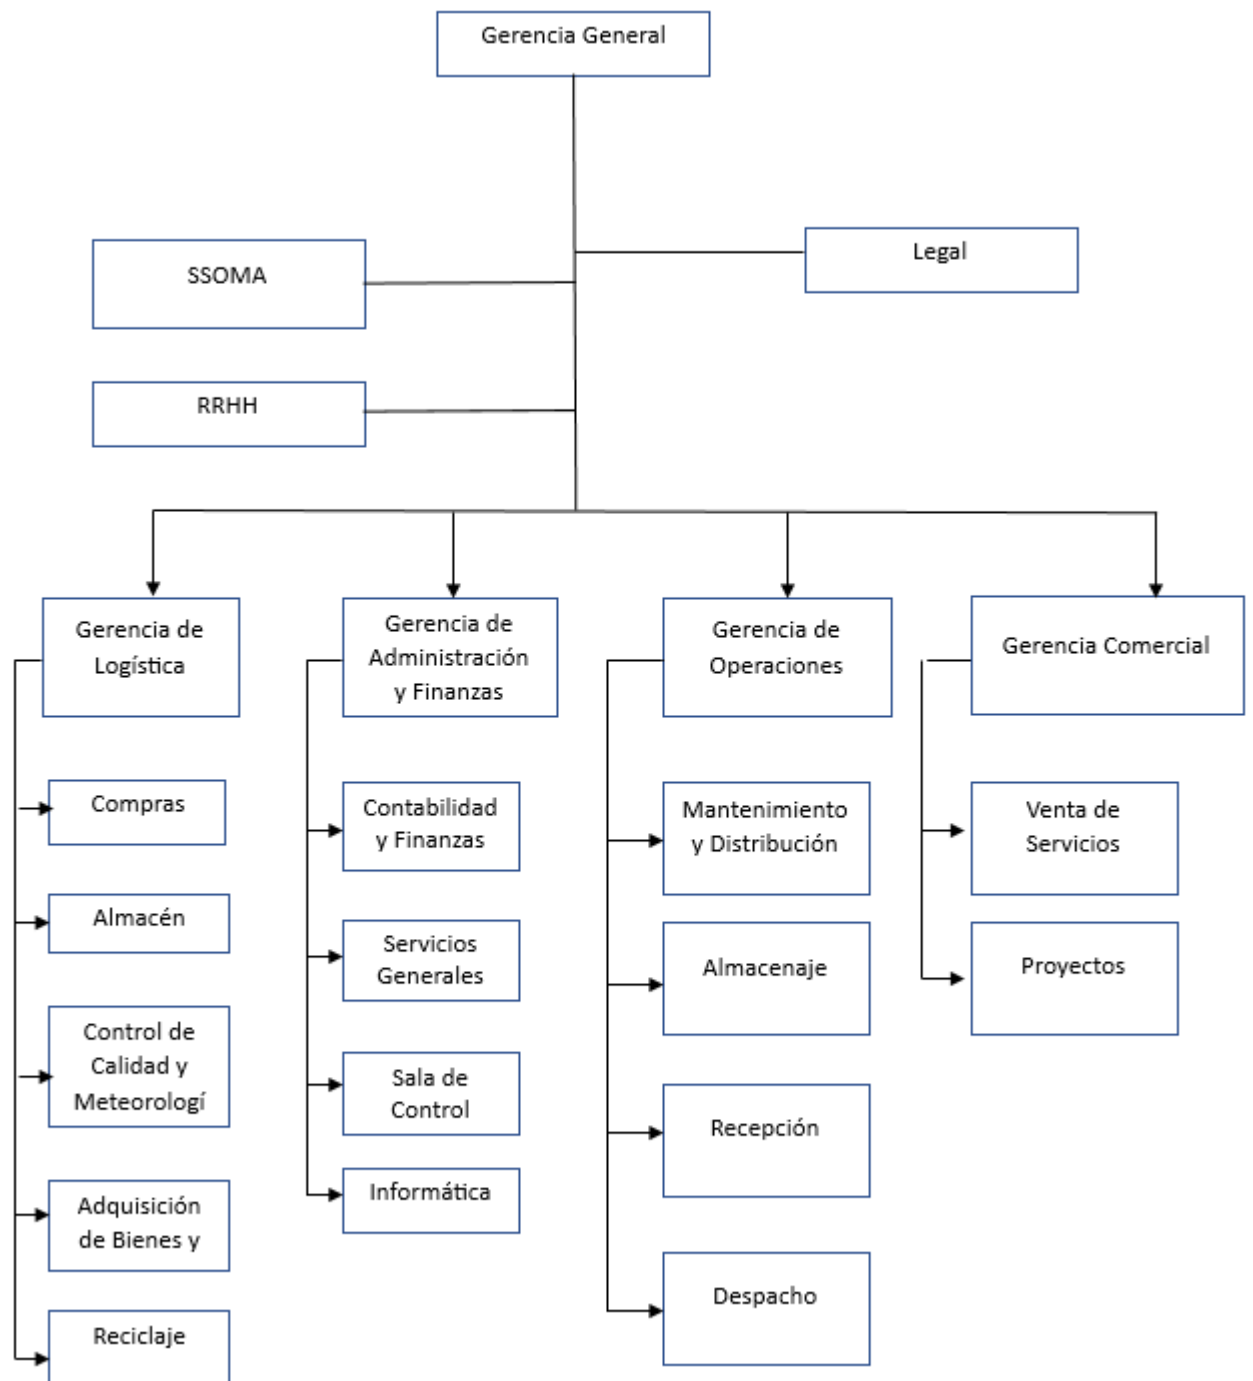 Gerencia General
Legal
SSOMA
RRHH
Gerencia de
Logística
Gerencia de
Administración
y Finanzas
Gerencia de
Operaciones
Gerencia Comercial
Compras
Almacén
Control de
Calidad y
Meteorologí
Adquisición
de Bienes y
Reciclaje
Contabilidad
y Finanzas
Servicios
Generales
Sala de
Control
Informática
Mantenimiento
y Distribución
Almacenaje
Recepción
Despacho
Venta de
Servicios
Proyectos